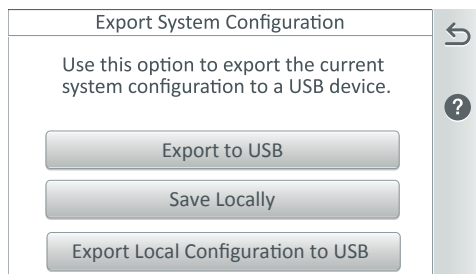 Export System Configuration
Use this option to export the current
system configuration to a USB device.
Export to USB
Save Locally
Export Local Configuration to USB
?